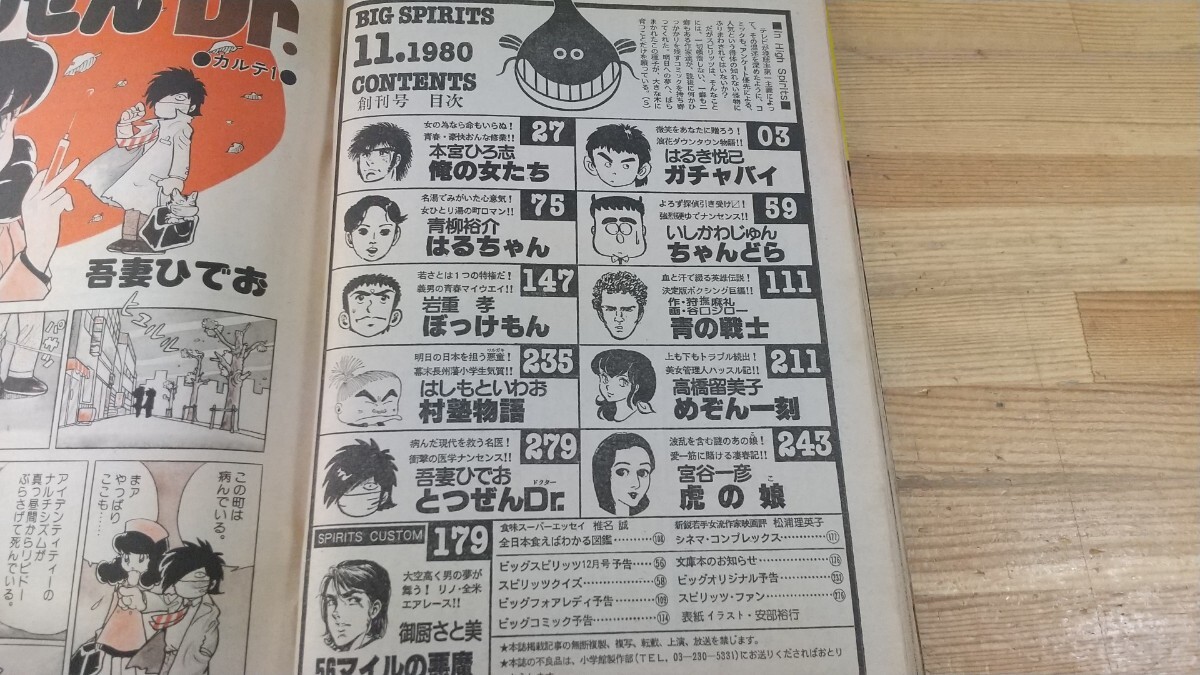 ぜんDr.
●カルテ1●
吾妻ひでお
ヒュルルル
パサ
この町は
病んでいる。
まァ
やっぱり
ここも…
アイデンティティーの
ナルチシズムが
真っ昼間からリビドー
ぶらさげて死んでいる。
BIG SPIRITS
11.1980
CONTENTS
創刊号 目次
■In High Spirits■
女の為なら命もいらぬ!
青春・豪快おんな修業!!
27
本宮ひろ志
俺の女たち
微笑をあなたに贈ろう!
浪花ダウンタウン物語!!
03
はるき悦己
ガチャバイ
名湯でみがいた心意気!
女ひとり湯の町ロマン!!
75
青柳裕介
はるちゃん
よろず探偵引き受け〼!
強烈硬ゆでナンセンス!!
59
いしかわじゅん
ちゃんどら
若さとは1つの特権だ!
義男の青春マイウエイ!!
147
岩重 孝
ぼっけもん
血と汗で綴る英雄伝説!
決定版ボクシング巨編!!
111
作・狩撫麻礼
画・谷口ジロー
青の戦士
明日の日本を担う悪童!
幕末長州藩小学生気質!!
235
はしもといわお
村塾物語
上も下もトラブル続出!
美女管理人ハッスル記!!
211
高橋留美子
めぞん一刻
病んだ現代を救う名医!
衝撃の医学ナンセンス!!
279
吾妻ひでお
ドクター
とつぜんDr.
波乱を含む謎のあの娘!
愛一筋に賭ける凄春記!!
243
宮谷一彦
こ
虎の娘
SPIRITS CUSTOM
179
大空高く男の夢が
舞う! リノ・全米
エアレース!!
御厨さと美
56マイルの悪魔
食味スーパーエッセイ 椎名 誠
全日本食えばわかる図鑑
ビッグスピリッツ12月号予告 56
スピリッツクイズ 58
ビッグフォアレディ予告 109
ビッグコミック予告
新鋭若手女流作家映画評 松浦理英子
シネマ・コンプレックス
文庫本のお知らせ
ビッグオリジナル予告
スピリッツ・ファン
表紙イラスト・安部裕行
★本誌掲載記事の無断複製、複写、転載、上演、放送を禁じます。
★本誌の不良品は、小学館製作部(TEL、03-230-5331)にお送りくださればおとり